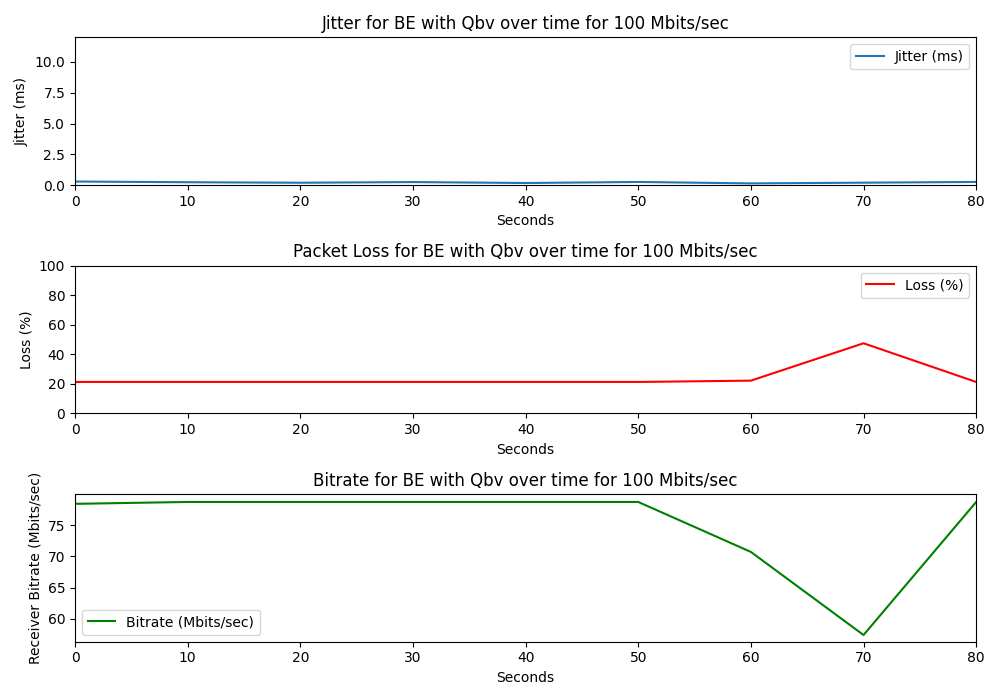 Jitter for BE with Qbv over time for 100 Mbits/sec
Jitter (ms)
10.0
7.5
5.0
2.5
0.0
Jitter (ms)
0 10 20 30 40 50 60 70 80
Seconds
Packet Loss for BE with Qbv over time for 100 Mbits/sec
Loss (%)
100
80
60
40
20
0
Loss (%)
0 10 20 30 40 50 60 70 80
Seconds
Bitrate for BE with Qbv over time for 100 Mbits/sec
Receiver Bitrate (Mbits/sec)
75
70
65
60
Bitrate (Mbits/sec)
0 10 20 30 40 50 60 70 80
Seconds